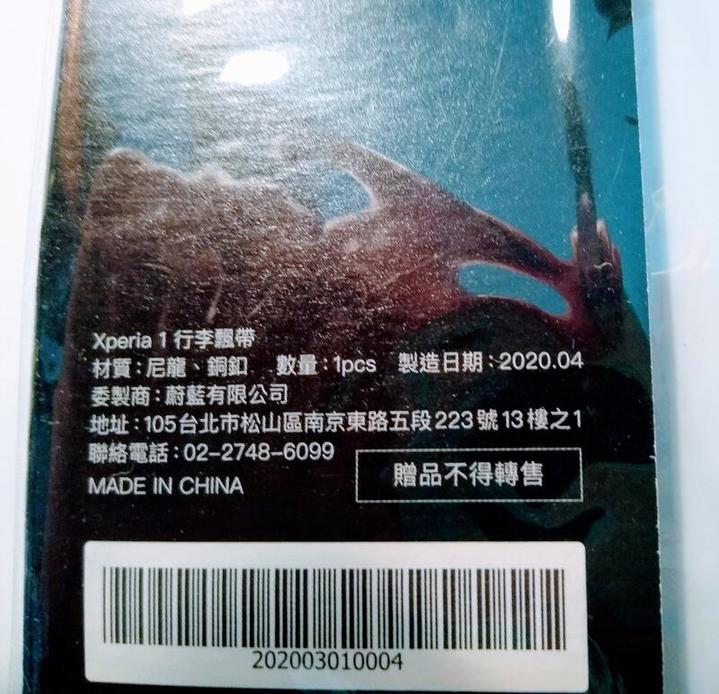 Xperia 1 行李飄帶
材質：尼龍、銅釦 數量：1pcs 製造日期：2020.04
委製商：蔚藍有限公司
地址：105台北市松山區南京東路五段223號13樓之1
聯絡電話：02-2748-6099
MADE IN CHINA
贈品不得轉售
202003010004